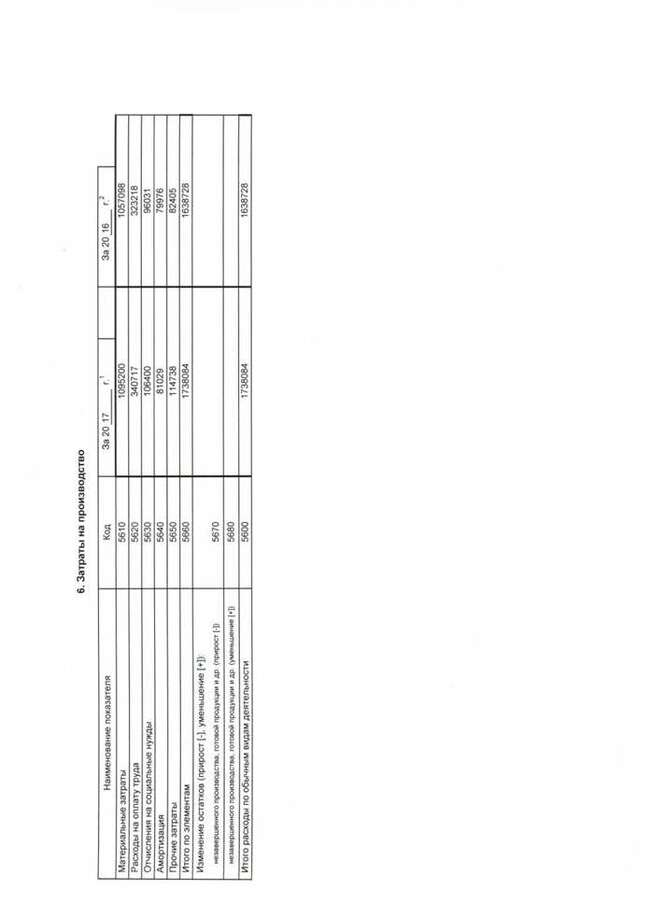 6. Затраты на производство
Наименование показателя Код За 20 17 г.1 За 20 16 г.2
Материальные затраты 5610 1095200 1057098
Расходы на оплату труда 5620 340717 323218
Отчисления на социальные нужды 5630 106400 96031
Амортизация 5640 81029 79976
Прочие затраты 5650 114738 82405
Итого по элементам 5660 1738084 1638728
Изменение остатков (прирост [-], уменьшение [+]):
незавершенного производства, готовой продукции и др. (прирост [-]) 5670
незавершенного производства, готовой продукции и др. (уменьшение [+]) 5680
Итого расходы по обычным видам деятельности 5600 1738084 1638728